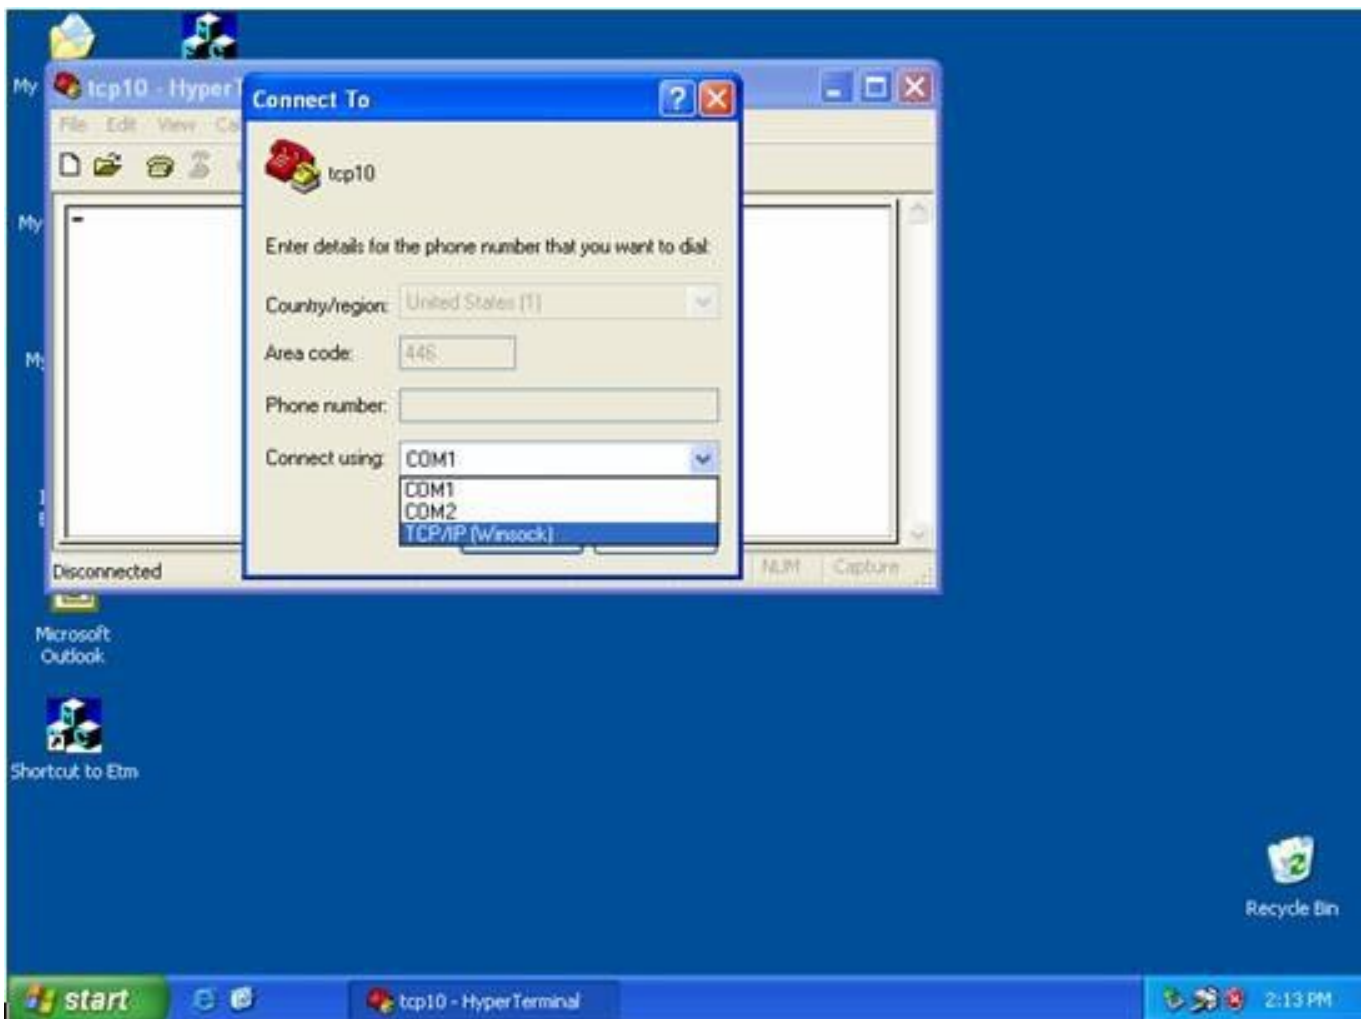 My
tcp10 - HyperT
File Edit View Ca
Connect To
tcp10
Enter details for the phone number that you want to dial:
Country/region: United States (1)
Area code: 446
Phone number:
Connect using: COM1
COM1
COM2
TCP/IP (Winsock)
My
My
Disconnected
NUM
Capture
Microsoft
Outlook
Shortcut to Etm
Recycle Bin
start
tcp10 - HyperTerminal
2:13 PM